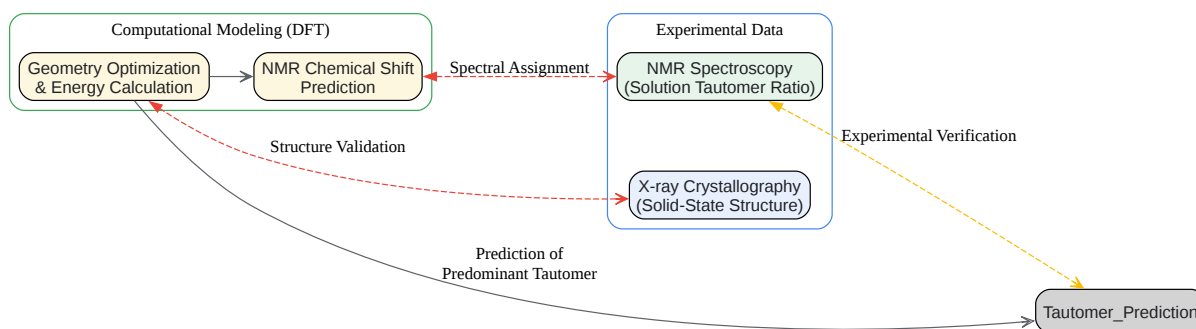 Computational Modeling (DFT)
Experimental Data
Geometry Optimization
& Energy Calculation
NMR Chemical Shift
Prediction
Spectral Assignment
NMR Spectroscopy
(Solution Tautomer Ratio)
Structure Validation
Experimental Verification
X-ray Crystallography
(Solid-State Structure)
Prediction of
Predominant Tautomer
Tautomer_Prediction